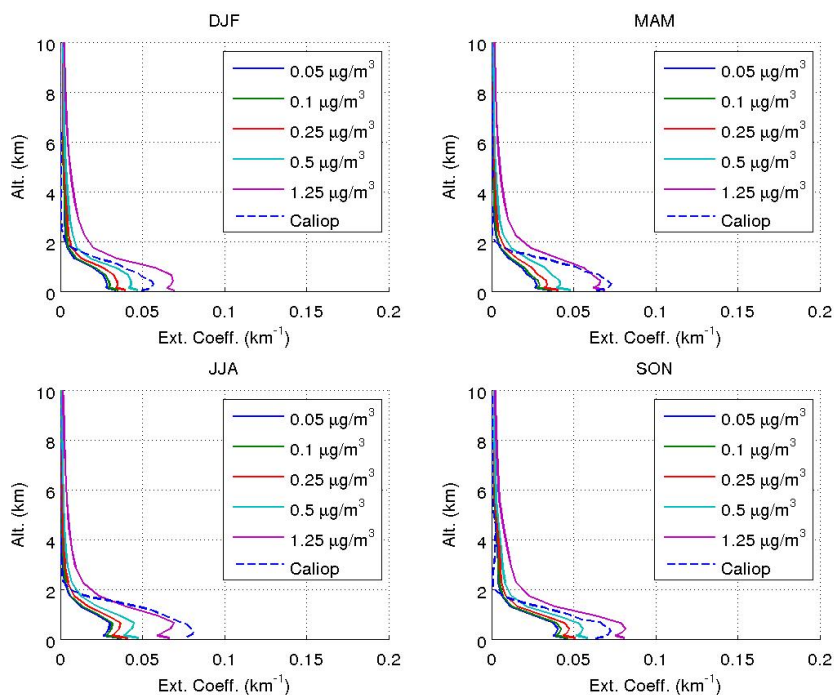 DJF
10
8
6
4
2
0
Alt. (km)
0
0.05
0.1
0.15
0.2
Ext. Coeff. (km⁻¹)
0.05 μg/m³
0.1 μg/m³
0.25 μg/m³
0.5 μg/m³
1.25 μg/m³
Caliop
MAM
10
8
6
4
2
0
Alt. (km)
0
0.05
0.1
0.15
0.2
Ext. Coeff. (km⁻¹)
0.05 μg/m³
0.1 μg/m³
0.25 μg/m³
0.5 μg/m³
1.25 μg/m³
Caliop
JJA
10
8
6
4
2
0
Alt. (km)
0
0.05
0.1
0.15
0.2
Ext. Coeff. (km⁻¹)
0.05 μg/m³
0.1 μg/m³
0.25 μg/m³
0.5 μg/m³
1.25 μg/m³
Caliop
SON
10
8
6
4
2
0
Alt. (km)
0
0.05
0.1
0.15
0.2
Ext. Coeff. (km⁻¹)
0.05 μg/m³
0.1 μg/m³
0.25 μg/m³
0.5 μg/m³
1.25 μg/m³
Caliop